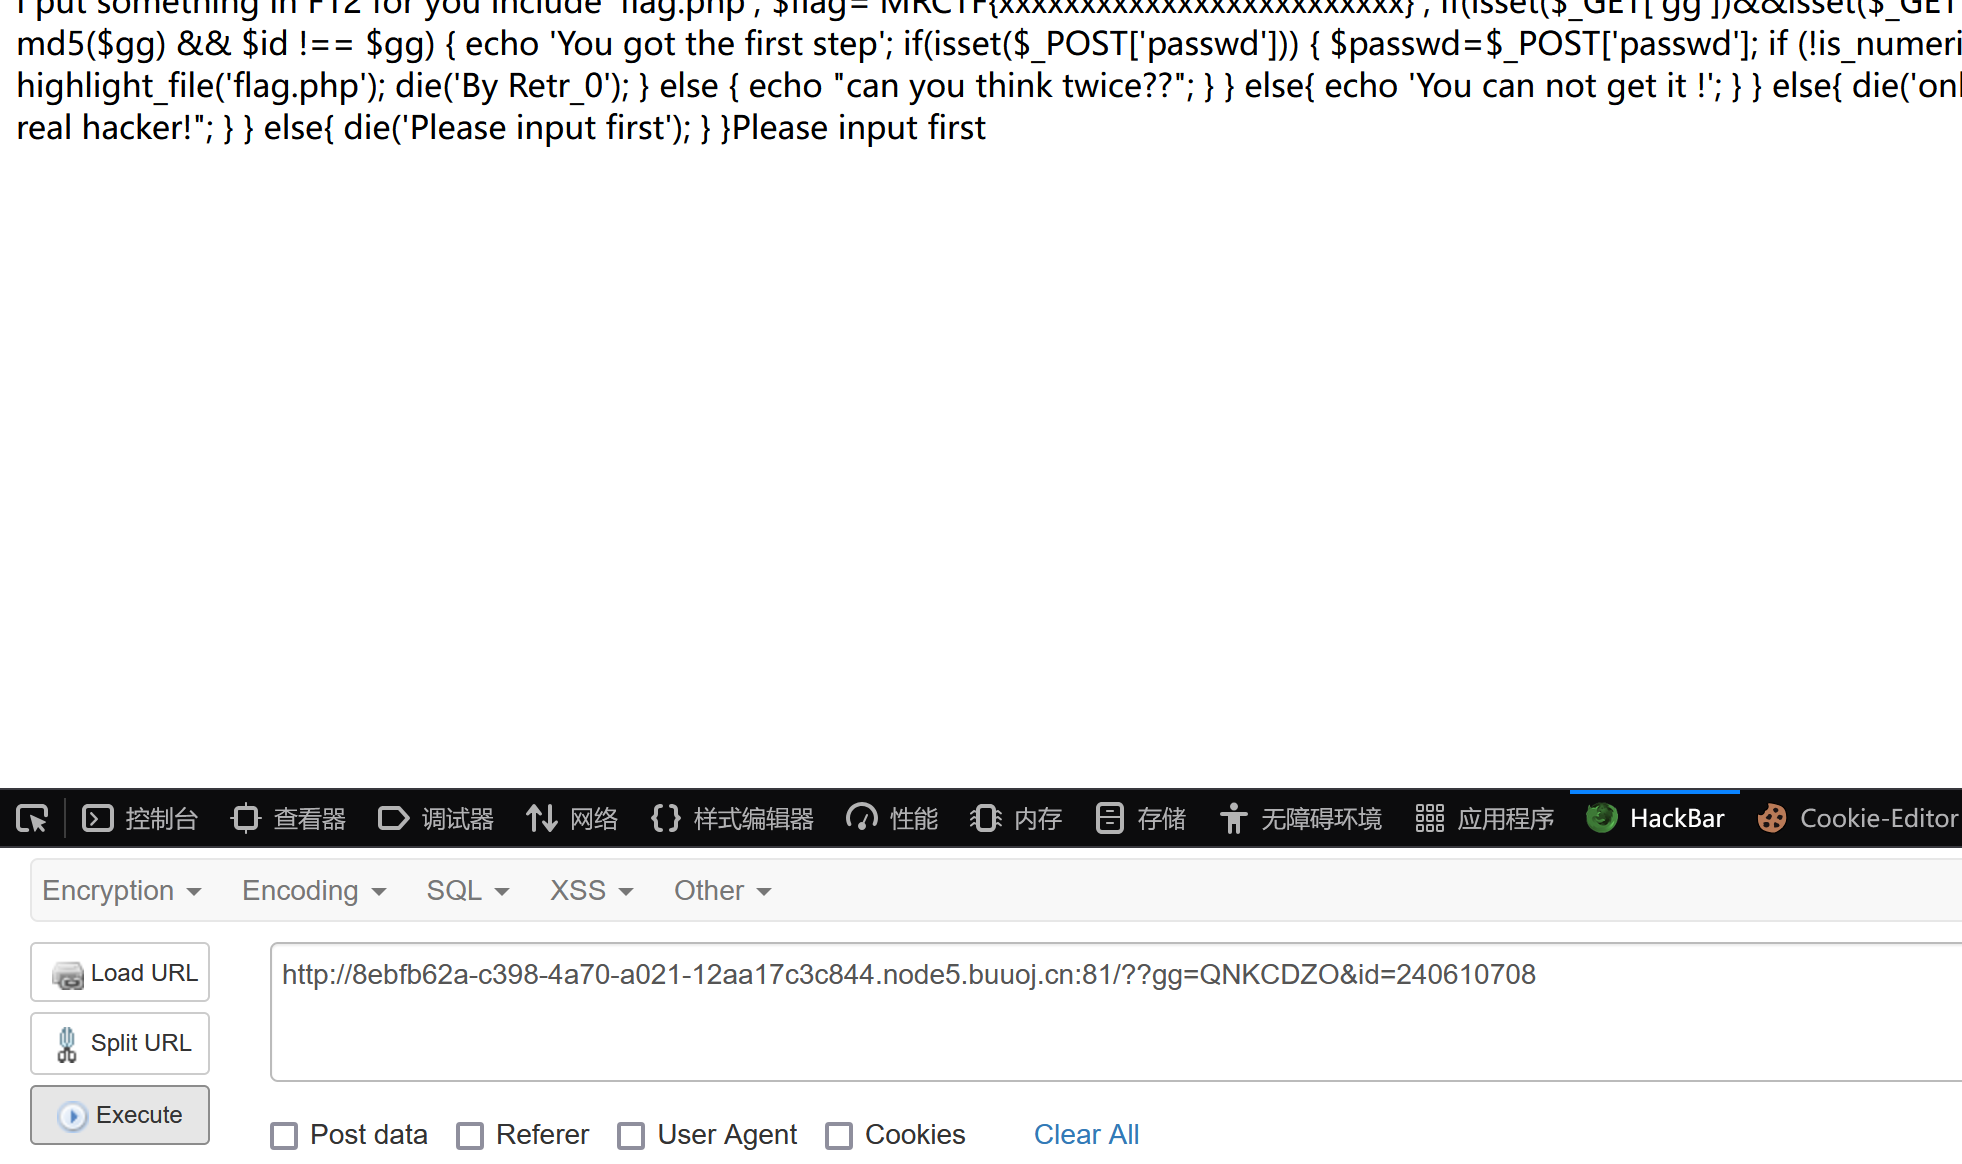 I put something in F12 for you include 'flag.php'; $flag='MRCTF{xxxxxxxxxxxxxxxxxxxxxxxxx}'; if(isset($_GET['gg'])&&isset($_GET
md5($gg) && $id !== $gg) { echo 'You got the first step'; if(isset($_POST['passwd'])) { $passwd=$_POST['passwd']; if (!is_numeri
highlight_file('flag.php'); die('By Retr_0'); } else { echo "can you think twice??"; } } else{ echo 'You can not get it !'; } } else{ die('onl
real hacker!"; } } else{ die('Please input first'); } }Please input first
控制台 查看器 调试器 网络 样式编辑器 性能 内存 存储 无障碍环境 应用程序 HackBar Cookie-Editor
Encryption Encoding SQL XSS Other
Load URL
http://8ebfb62a-c398-4a70-a021-12aa17c3c844.node5.buuoj.cn:81/??gg=QNKCDZO&id=240610708
Split URL
Execute
Post data Referer User Agent Cookies Clear All